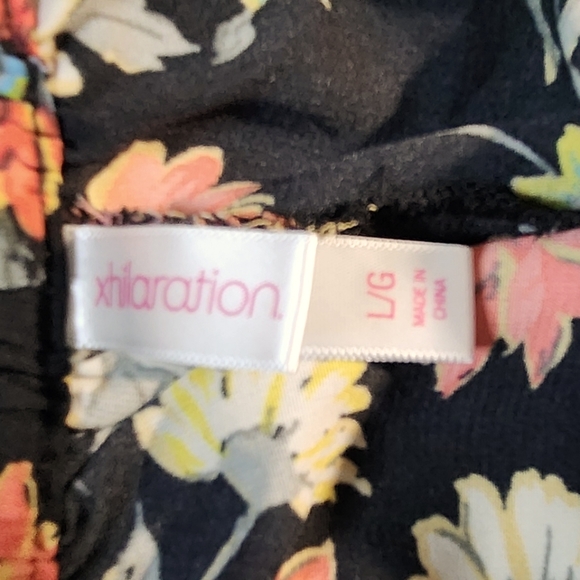 xhilaration.
L/G
MADE IN
CHINA